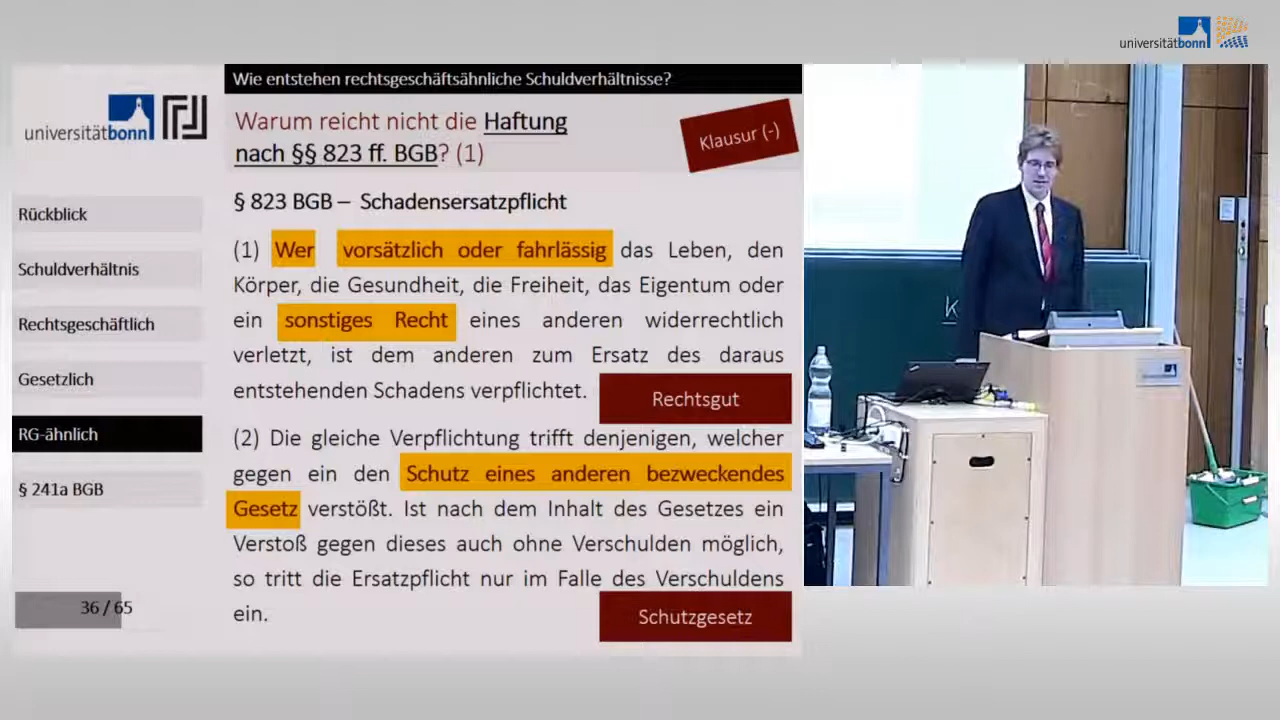 universitätbonn
Wie entstehen rechtsgeschäftsähnliche Schuldverhältnisse?
universitätbonn
Warum reicht nicht die Haftung
nach §§ 823 ff. BGB? (1)
Klausur (-)
Rückblick
Schuldverhältnis
Rechtsgeschäftlich
Gesetzlich
RG-ähnlich
§ 241a BGB
36 / 65
§ 823 BGB – Schadensersatzpflicht
(1) Wer vorsätzlich oder fahrlässig das Leben, den
Körper, die Gesundheit, die Freiheit, das Eigentum oder
ein sonstiges Recht eines anderen widerrechtlich
verletzt, ist dem anderen zum Ersatz des daraus
entstehenden Schadens verpflichtet.
Rechtsgut
(2) Die gleiche Verpflichtung trifft denjenigen, welcher
gegen ein den Schutz eines anderen bezweckendes
Gesetz verstößt. Ist nach dem Inhalt des Gesetzes ein
Verstoß gegen dieses auch ohne Verschulden möglich,
so tritt die Ersatzpflicht nur im Falle des Verschuldens
ein.
Schutzgesetz
K